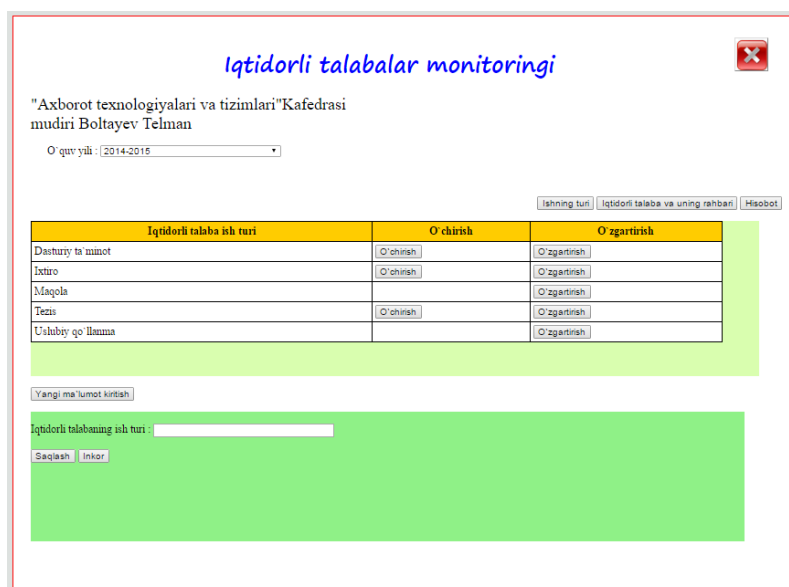 Iqtidorli talabalar monitoringi
"Axborot texnologiyalari va tizimlari"Kafedrasi
mudiri Boltayev Telman
O`quv yili : 2014-2015
Ishning turi Iqtidorli talaba va uning rahbari Hisobot
Iqtidorli talaba ish turi O`chirish O`zgartirish
Dasturiy ta`minot O'chirish O'zgartirish
Ixtiro O'chirish O'zgartirish
Maqola O'zgartirish
Tezis O'chirish O'zgartirish
Uslubiy qo`llanma O'zgartirish
Yangi ma'lumot kiritish
Iqtidorli talabaning ish turi :
Saqlash Inkor